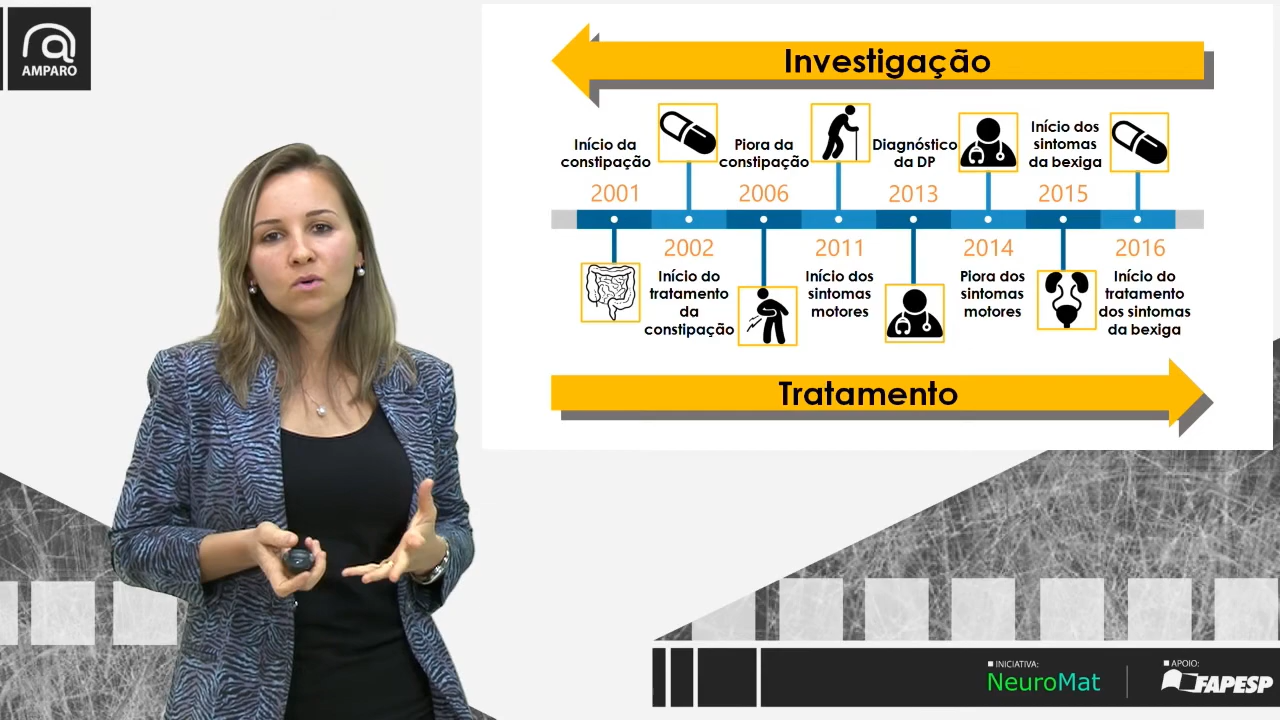 AMPARO
Investigação
Início da
constipação
2001
2002
Início do
tratamento
da
constipação
Piora da
constipação
2006
2011
Início dos
sintomas
motores
Diagnóstico
da DP
2013
2014
Piora dos
sintomas
motores
Início dos
sintomas
da bexiga
2015
2016
Início do
tratamento
dos sintomas
da bexiga
Tratamento
INICIATIVA:
NeuroMat
APOIO:
FAPESP